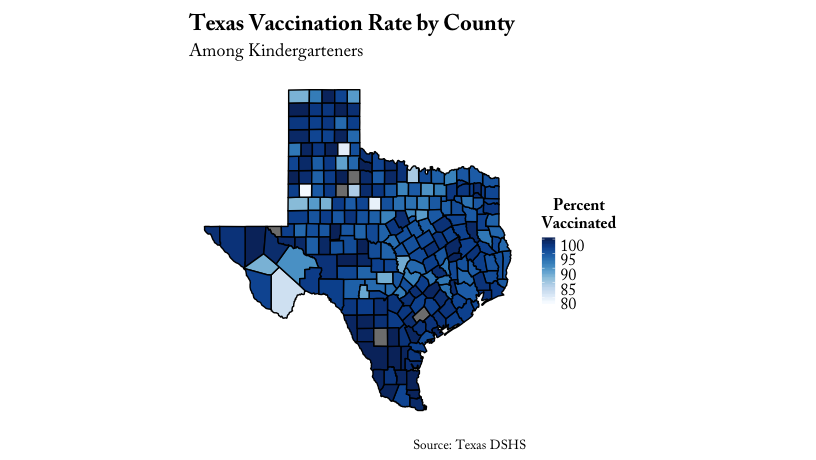 Texas Vaccination Rate by County
Among Kindergarteners
Percent
Vaccinated
100
95
90
85
80
Source: Texas DSHS